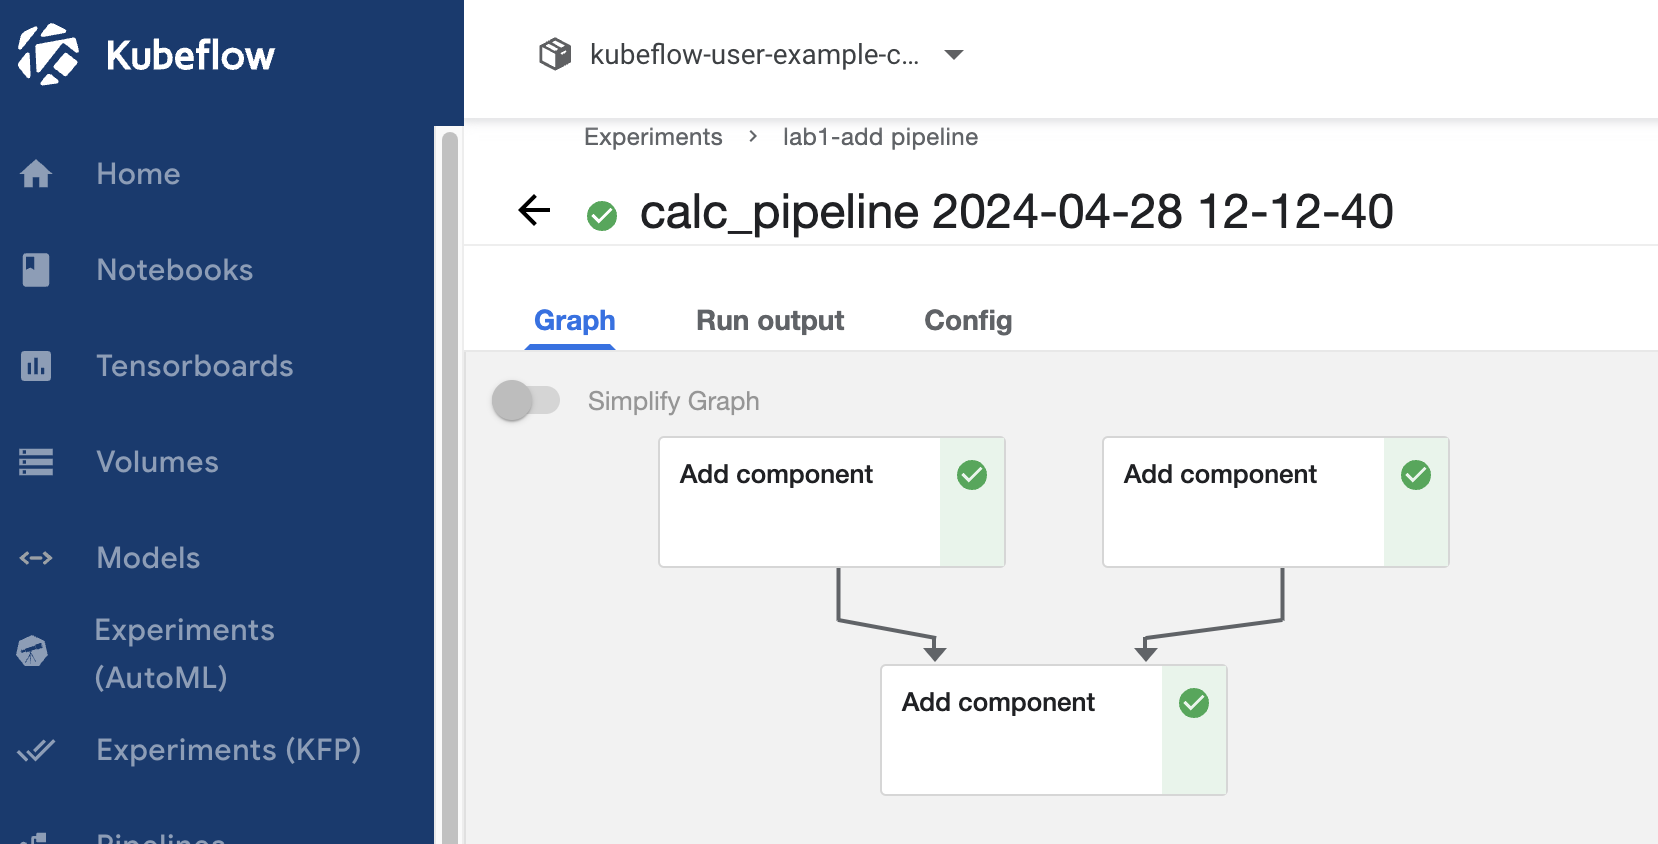 Kubeflow
kubeflow-user-example-c...
Home
Notebooks
Tensorboards
Volumes
Models
Experiments
(AutoML)
Experiments (KFP)
Pipelines
Experiments > lab1-add pipeline
calc_pipeline 2024-04-28 12-12-40
Graph Run output Config
Simplify Graph
Add component Add component
Add component